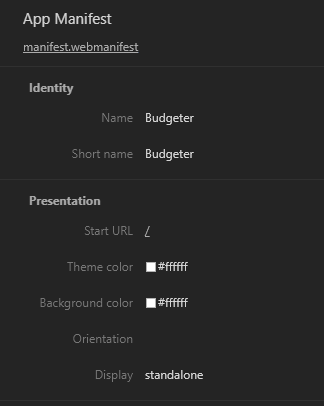 App Manifest
manifest.webmanifest
Identity
Name Budgeter
Short name Budgeter
Presentation
Start URL /
Theme color #ffffff
Background color #ffffff
Orientation
Display standalone